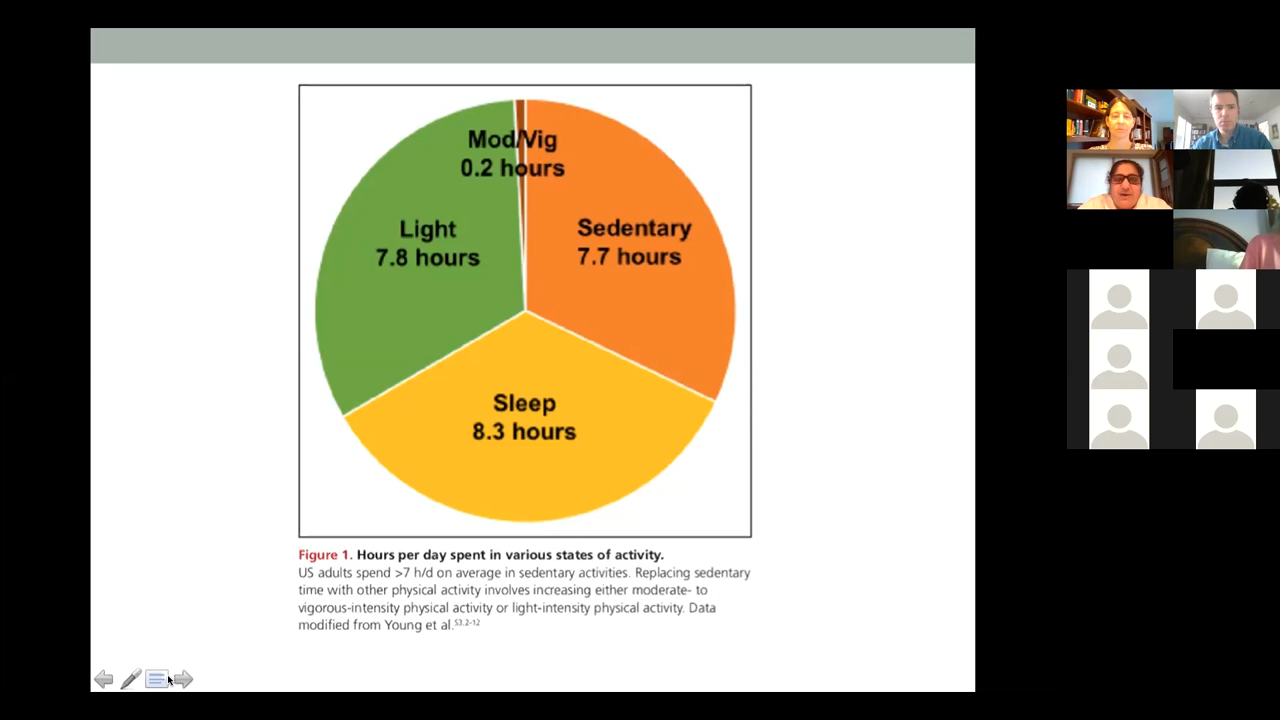 Mod/Vig
0.2 hours
Light
7.8 hours
Sedentary
7.7 hours
Sleep
8.3 hours
Figure 1. Hours per day spent in various states of activity.
US adults spend >7 h/d on average in sedentary activities. Replacing sedentary
time with other physical activity involves increasing either moderate- to
vigorous-intensity physical activity or light-intensity physical activity. Data
modified from Young et al.S3.2-12